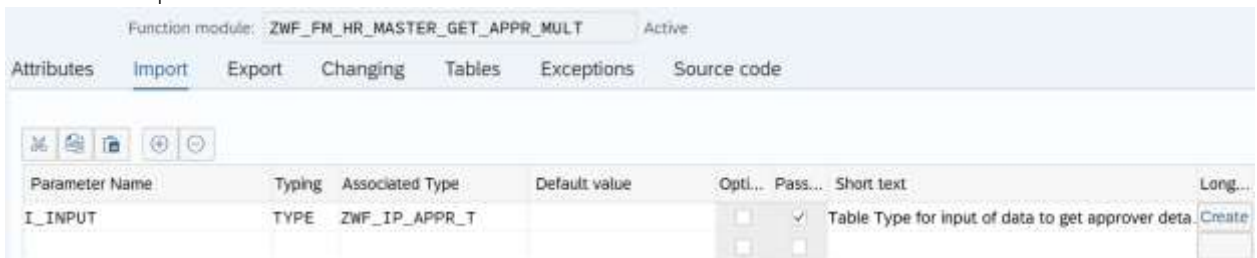 Function module: ZWF_FM_HR_MASTER_GET_APPR_MULT Active
Attributes Import Export Changing Tables Exceptions Source code
Parameter Name Typing Associated Type Default value Opti... Pass... Short text Long...
I_INPUT TYPE ZWF_IP_APPR_T Table Type for input of data to get approver deta. Create